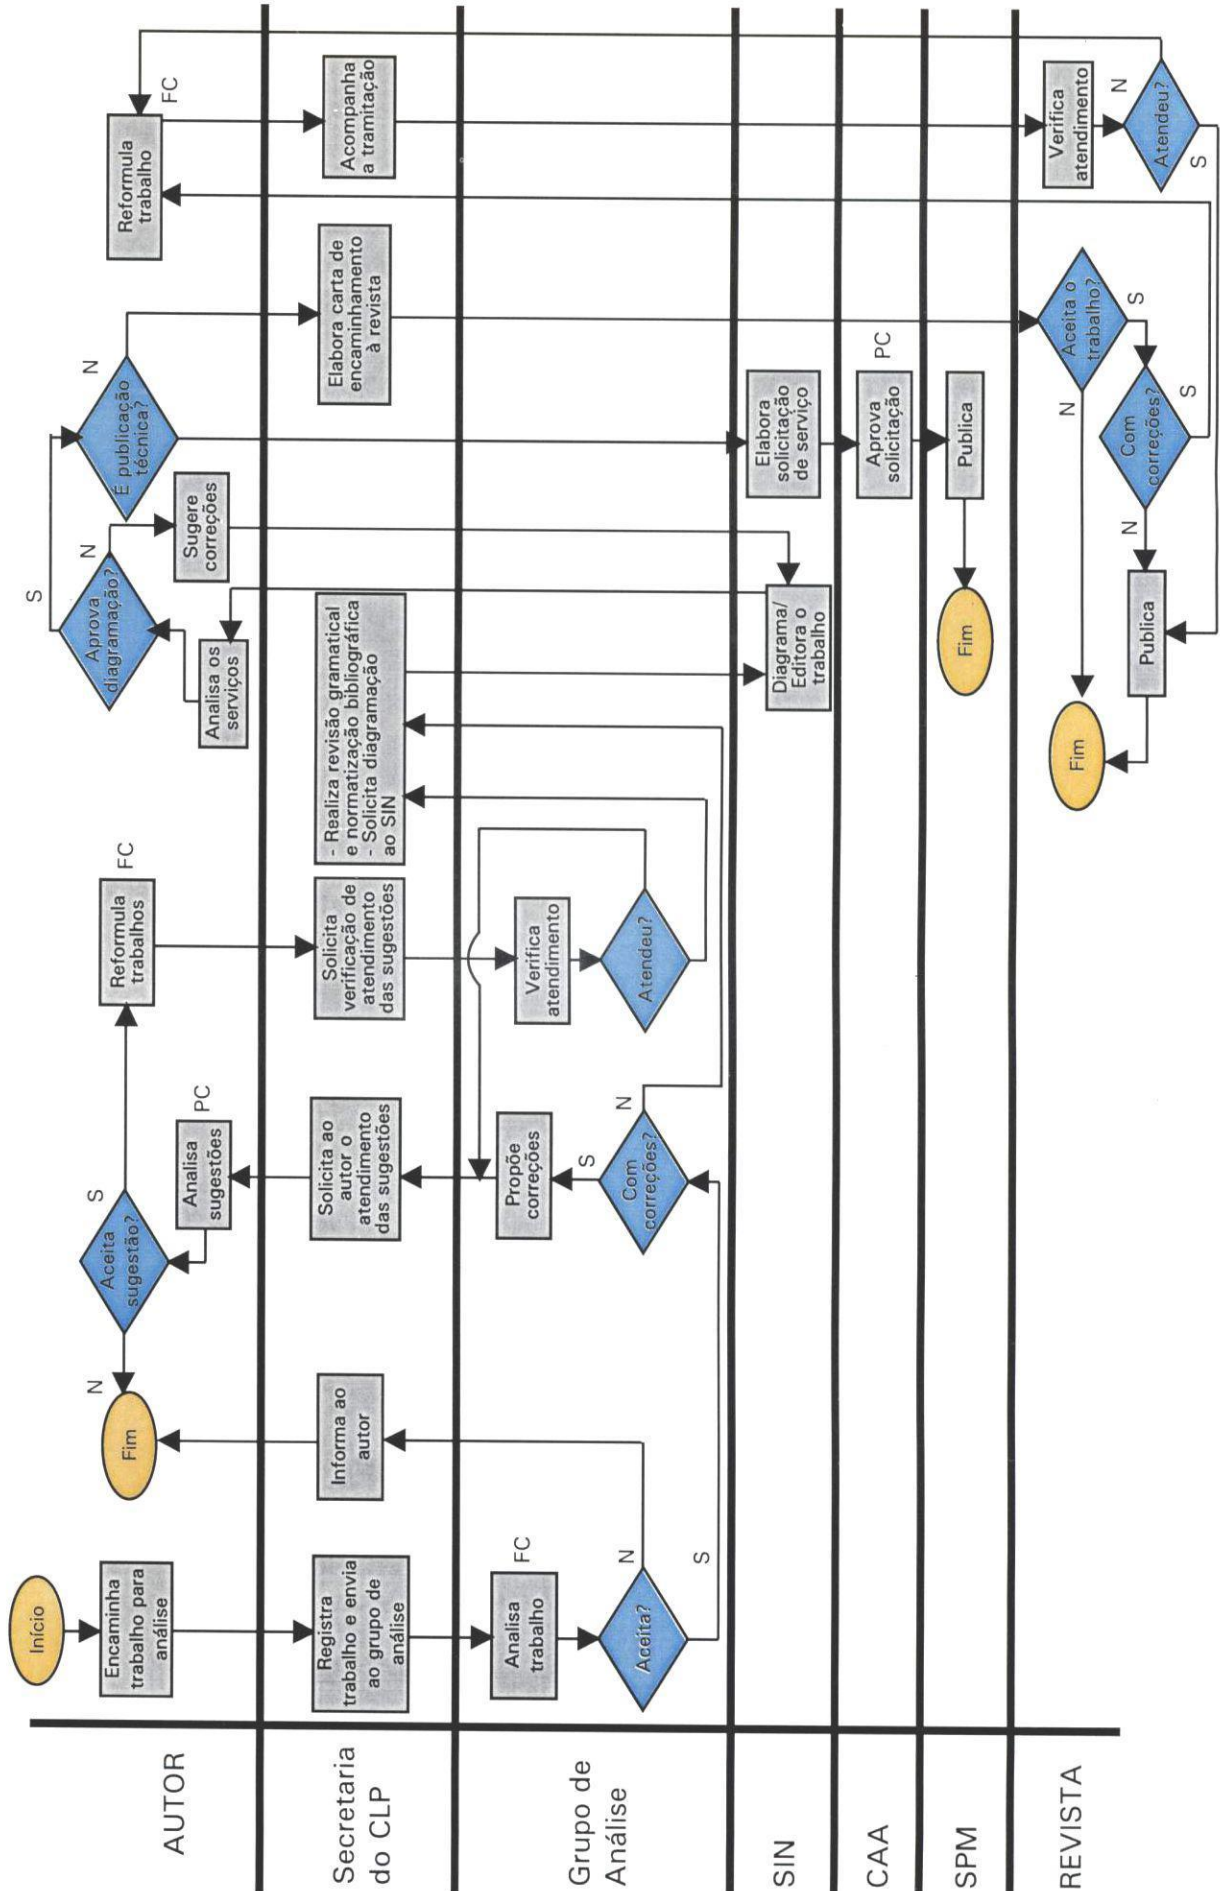 AUTOR
Início
Encaminha
trabalho para
análise
Fim
N
Aceita
sugestão?
S
Analisa
sugestões
PC
Reformula
trabalhos
FC
Analisa os
serviços
Aprova
diagramação?
S
N
Sugere
correções
É publicação
técnica?
N
Reformula
trabalho
FC
Secretaria
do CLP
Registra
trabalho e envia
ao grupo de
análise
Informa ao
autor
Solicita ao
autor o
atendimento
das sugestões
Solicita
verificação de
atendimento
das sugestões
- Realiza revisão gramatical
e normatização bibliográfica
- Solicita diagramação
ao SIN
Elabora carta de
encaminhamento
à revista
Acompanha
a tramitação
Grupo de
Análise
Analisa
trabalho
FC
Aceita?
N
S
Propõe
correções
S
Com
correções?
N
Verifica
atendimento
Atendeu?
SIN
Diagrama/
Editora o
trabalho
Elabora
solicitação
de serviço
CAA
Aprova
solicitação
PC
SPM
Fim
Publica
REVISTA
Fim
Publica
N
Aceita o
trabalho?
S
N
Com
correções?
S
Verifica
atendimento
Atendeu?
N
S